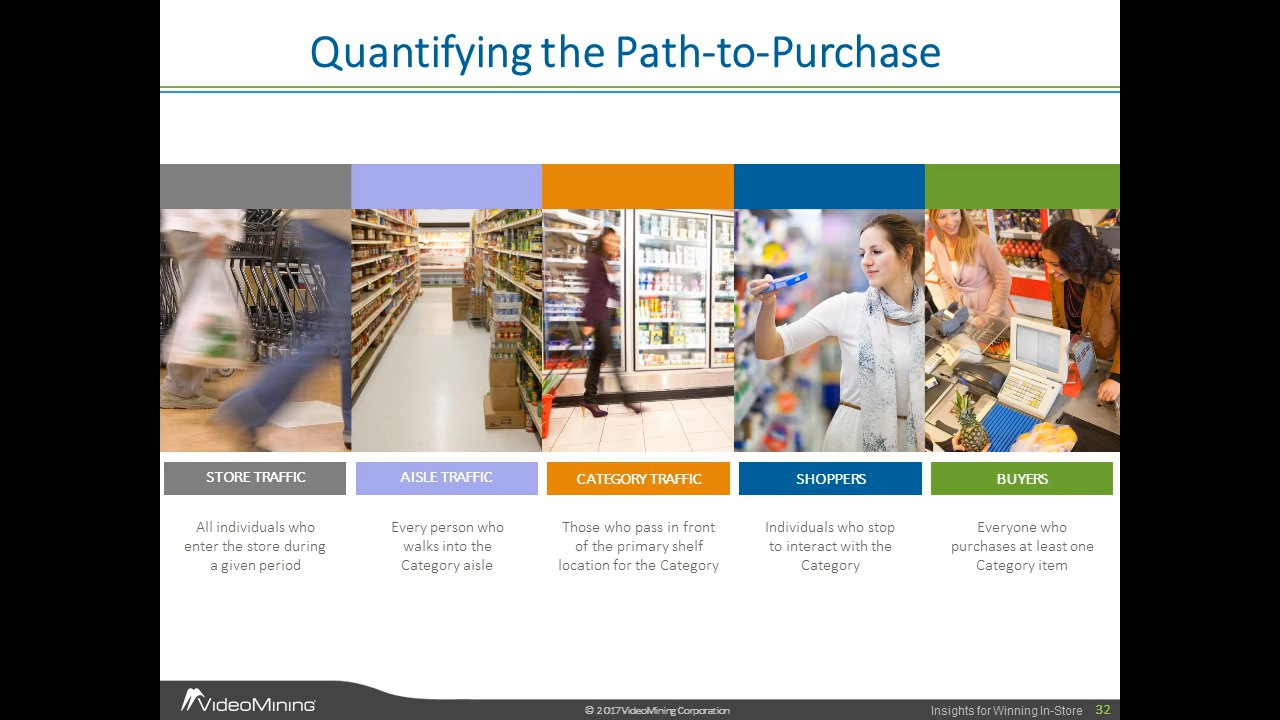 Quantifying the Path-to-Purchase
STORE TRAFFIC
AISLE TRAFFIC
CATEGORY TRAFFIC
SHOPPERS
BUYERS
All individuals who
enter the store during
a given period
Every person who
walks into the
Category aisle
Those who pass in front
of the primary shelf
location for the Category
Individuals who stop
to interact with the
Category
Everyone who
purchases at least one
Category item
VideoMining
© 2017 VideoMining Corporation
Insights for Winning In-Store 32